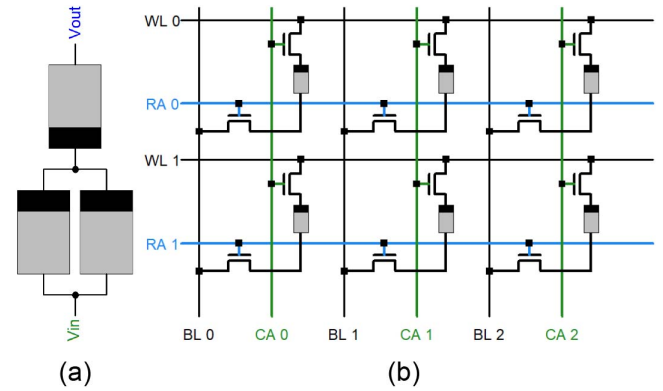 Vout
Vin
(a)
WL 0
RA 0
WL 1
RA 1
BL 0 CA 0 BL 1 CA 1 BL 2 CA 2
(b)